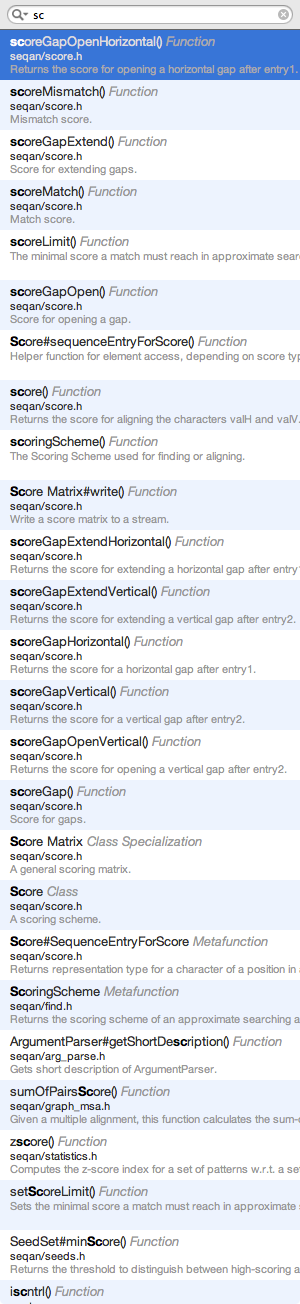 sc
scoreGapOpenHorizontal() Function
seqan/score.h
Returns the score for opening a horizontal gap after entry1.
scoreMismatch() Function
seqan/score.h
Mismatch score.
scoreGapExtend() Function
seqan/score.h
Score for extending gaps.
scoreMatch() Function
seqan/score.h
Match score.
scoreLimit() Function
The minimal score a match must reach in approximate sear
scoreGapOpen() Function
seqan/score.h
Score for opening a gap.
Score#sequenceEntryForScore() Function
Helper function for element access, depending on score typ
score() Function
seqan/score.h
Returns the score for aligning the characters valH and valV.
scoringScheme() Function
The Scoring Scheme used for finding or aligning.
Score Matrix#write() Function
seqan/score.h
Write a score matrix to a stream.
scoreGapExtendHorizontal() Function
seqan/score.h
Returns the score for extending a horizontal gap after entry1
scoreGapExtendVertical() Function
seqan/score.h
Returns the score for extending a vertical gap after entry2.
scoreGapHorizontal() Function
seqan/score.h
Returns the score for a horizontal gap after entry1.
scoreGapVertical() Function
seqan/score.h
Returns the score for a vertical gap after entry2.
scoreGapOpenVertical() Function
seqan/score.h
Returns the score for opening a vertical gap after entry2.
scoreGap() Function
seqan/score.h
Score for gaps.
Score Matrix Class Specialization
seqan/score.h
A general scoring matrix.
Score Class
seqan/score.h
A scoring scheme.
Score#SequenceEntryForScore Metafunction
seqan/score.h
Returns representation type for a character of a position in a
ScoringScheme Metafunction
seqan/find.h
Returns the scoring scheme of an approximate searching a
ArgumentParser#getShortDescription() Function
seqan/arg_parse.h
Gets short description of ArgumentParser.
sumOfPairsScore() Function
seqan/graph_msa.h
Given a multiple alignment, this function calculates the sum-
zscore() Function
seqan/statistics.h
Computes the z-score index for a set of patterns w.r.t. a set
setScoreLimit() Function
Sets the minimal score a match must reach in approximate
SeedSet#minScore() Function
seqan/seeds.h
Returns the threshold to distinguish between high-scoring a
iscntrl() Function